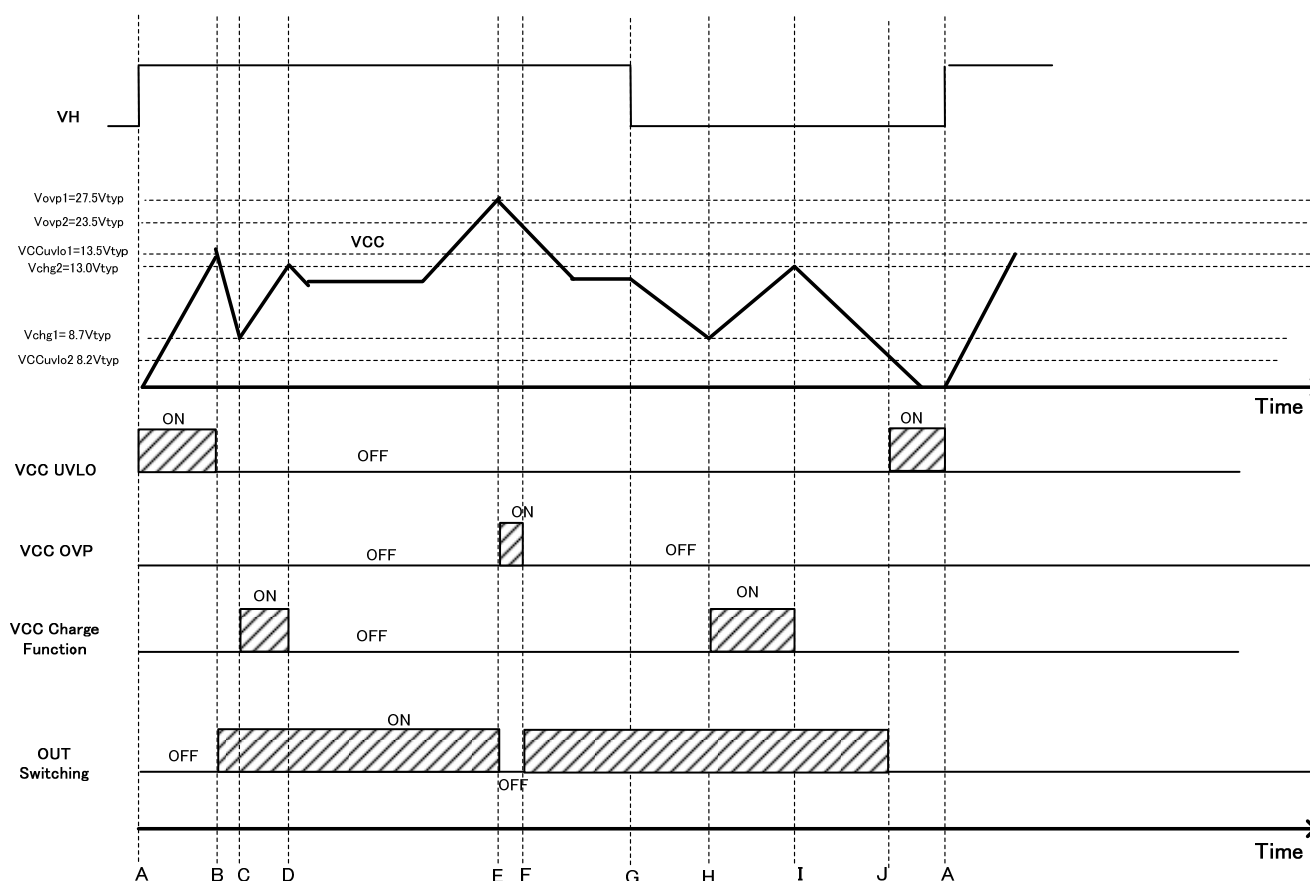 VH
Vovp1=27.5Vtyp
Vovp2=23.5Vtyp
VCCuvlo1=13.5Vtyp
VCC
Vchg2=13.0Vtyp
Vchg1= 8.7Vtyp
VCCuvlo2 8.2Vtyp
Time
ON
ON
VCC UVLO
OFF
ON
VCC OVP
OFF
OFF
ON
ON
VCC Charge
Function
OFF
ON
OUT
Switching
OFF
OFF
Time
A B C D E F G H I J A